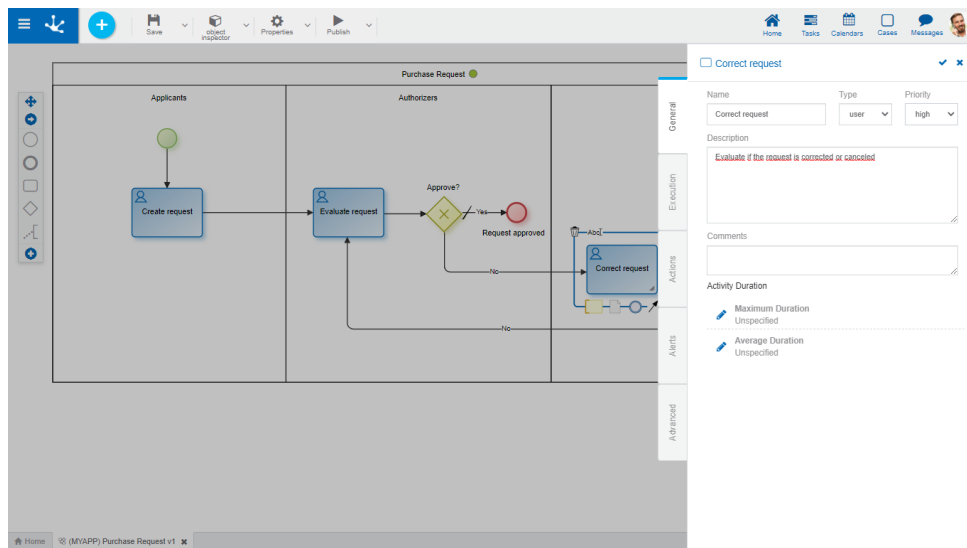 Save
object
inspector
Properties
Publish
Home
Tasks
Calendars
Cases
Messages
Purchase Request
Applicants
Authorizers
Create request
Evaluate request
Approve?
Yes
Request approved
No
Abc
Correct request
No
General
Execution
Actions
Alerts
Advanced
Correct request
Name
Type
Priority
Correct request
user
high
Description
Evaluate if the request is corrected or canceled
Comments
Activity Duration
Maximum Duration
Unspecified
Average Duration
Unspecified
Home
(MYAPP) Purchase Request v1